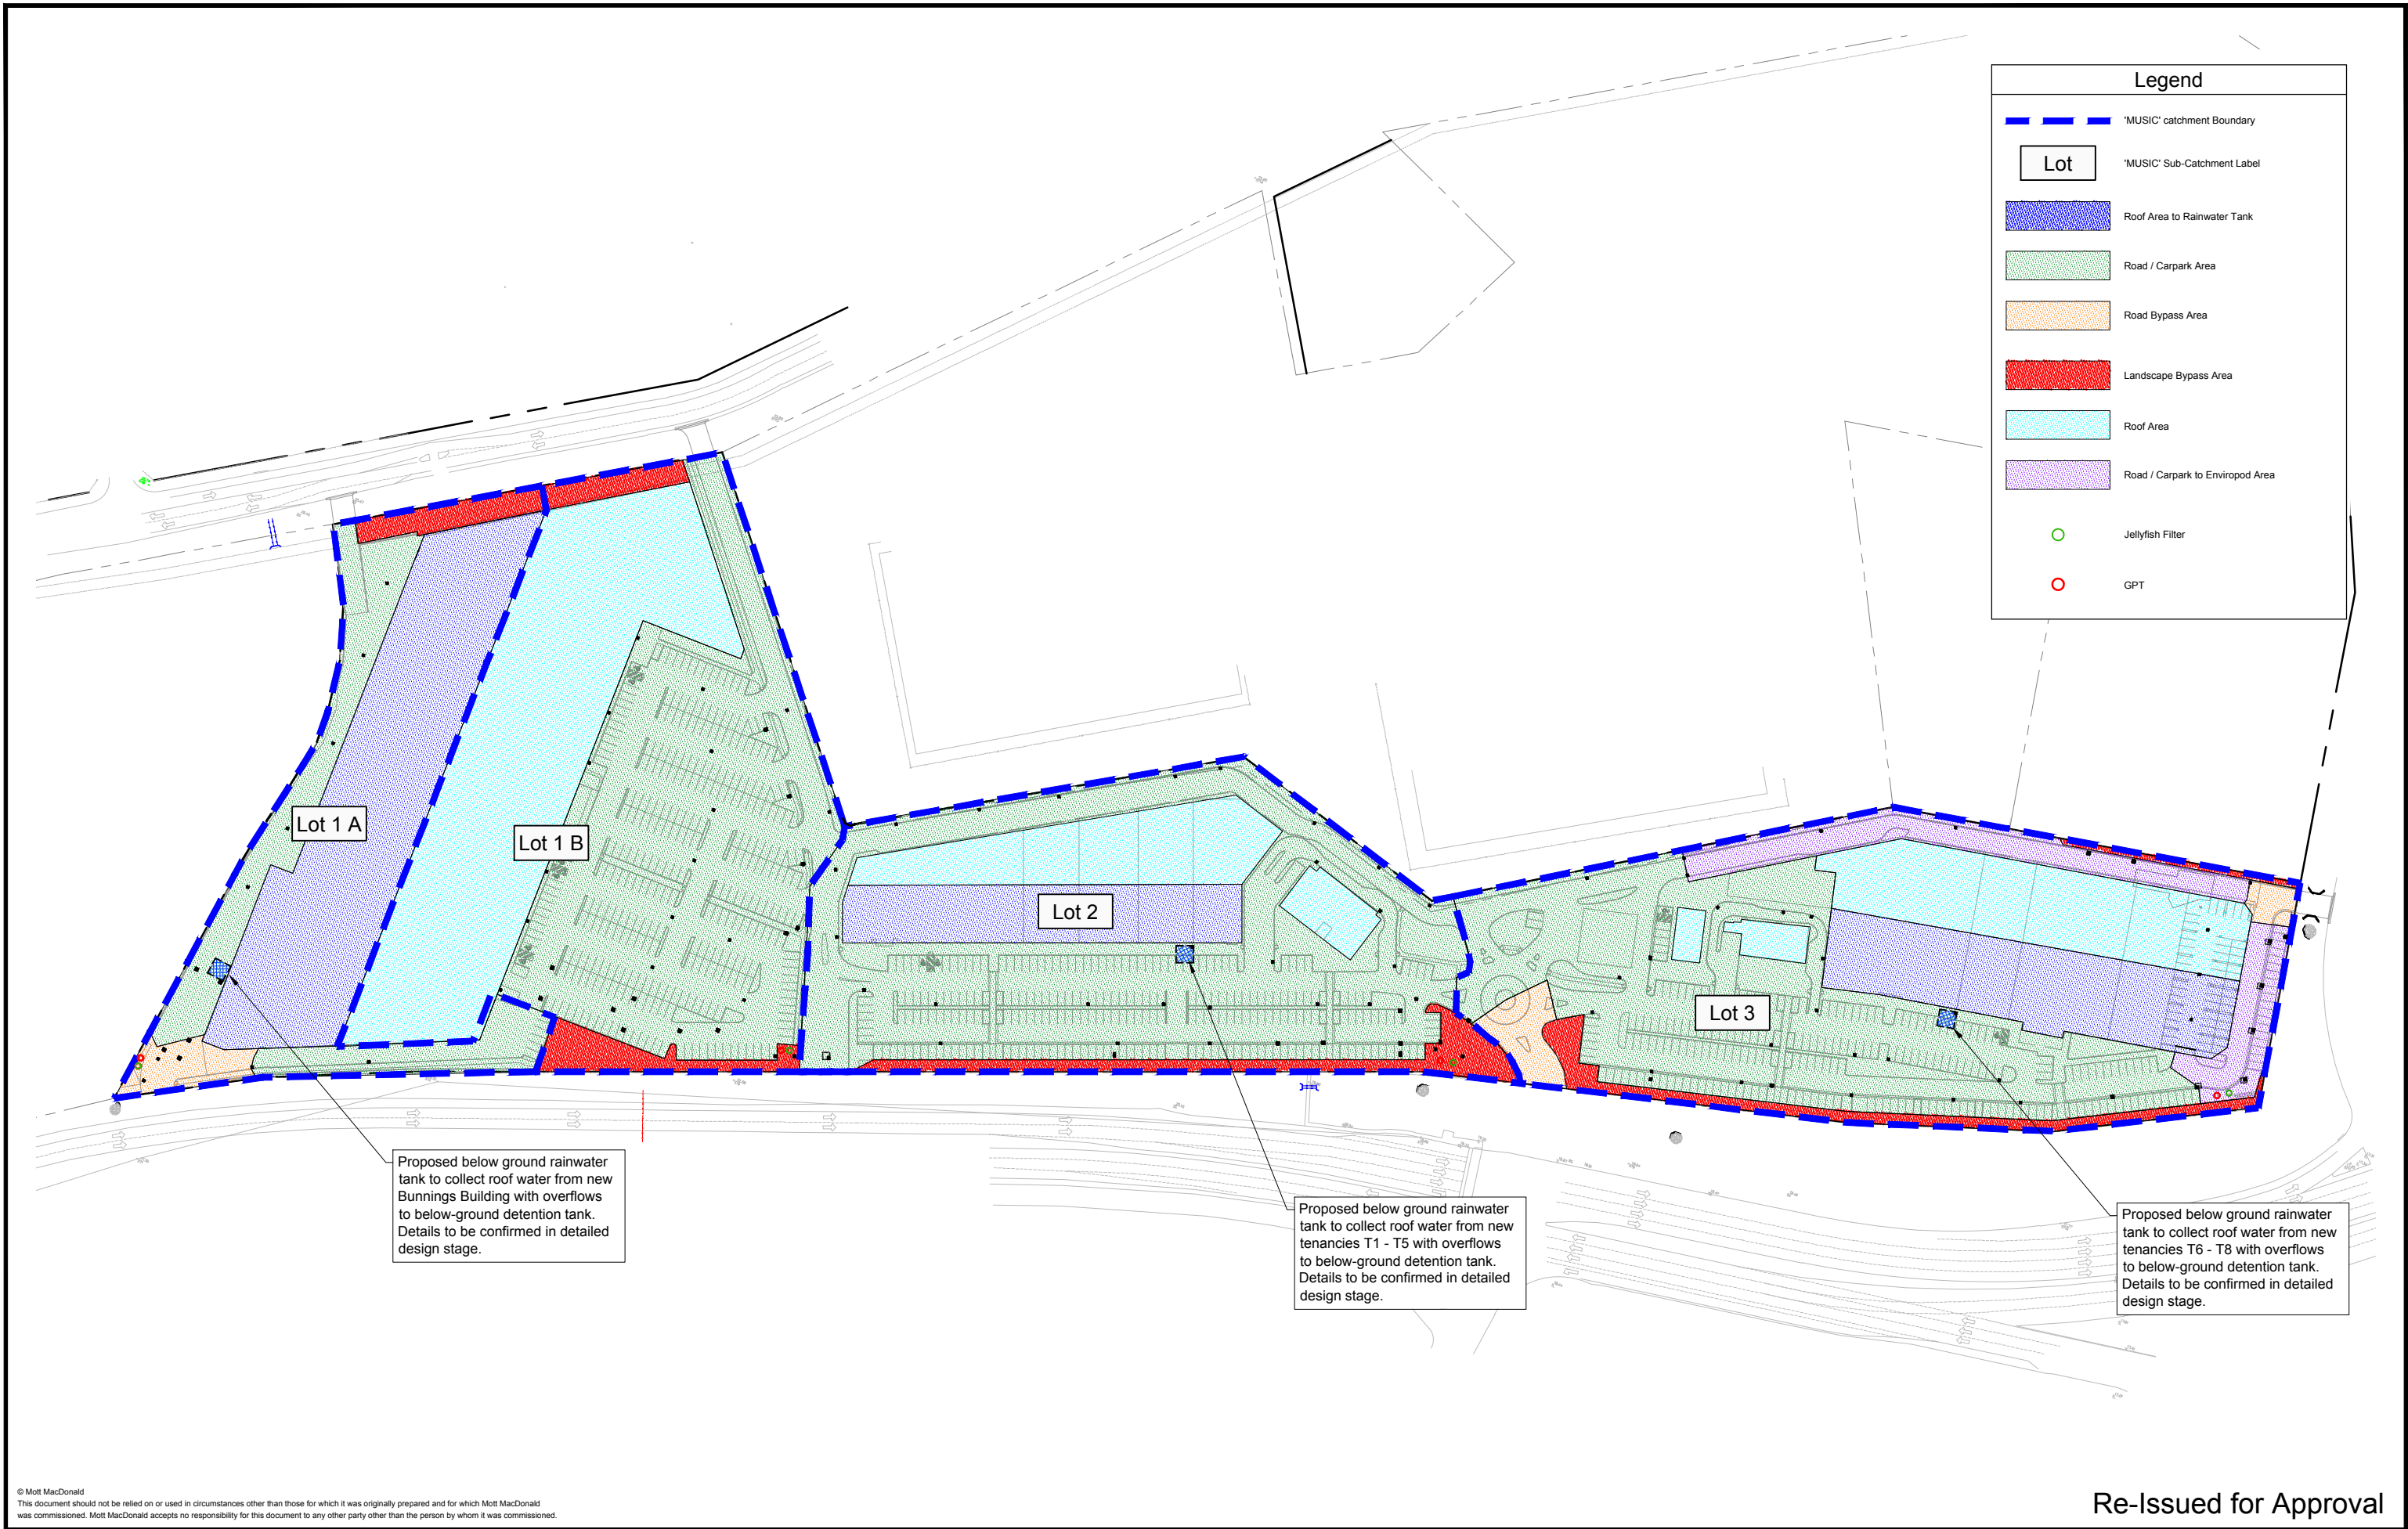 Legend
'MUSIC' catchment Boundary
Lot
'MUSIC' Sub-Catchment Label
Roof Area to Rainwater Tank
Road / Carpark Area
Road Bypass Area
Landscape Bypass Area
Roof Area
Road / Carpark to Enviropod Area
Jellyfish Filter
GPT
Lot 1 A
Lot 1 B
Lot 2
Lot 3
Proposed below ground rainwater
tank to collect roof water from new
Bunnings Building with overflows
to below-ground detention tank.
Details to be confirmed in detailed
design stage.
Proposed below ground rainwater
tank to collect roof water from new
tenancies T1 - T5 with overflows
to below-ground detention tank.
Details to be confirmed in detailed
design stage.
Proposed below ground rainwater
tank to collect roof water from new
tenancies T6 - T8 with overflows
to below-ground detention tank.
Details to be confirmed in detailed
design stage.
© Mott MacDonald
This document should not be relied on or used in circumstances other than those for which it was originally prepared and for which Mott MacDonald
was commissioned. Mott MacDonald accepts no responsibility for this document to any other party other than the person by whom it was commissioned.
Re-Issued for Approval